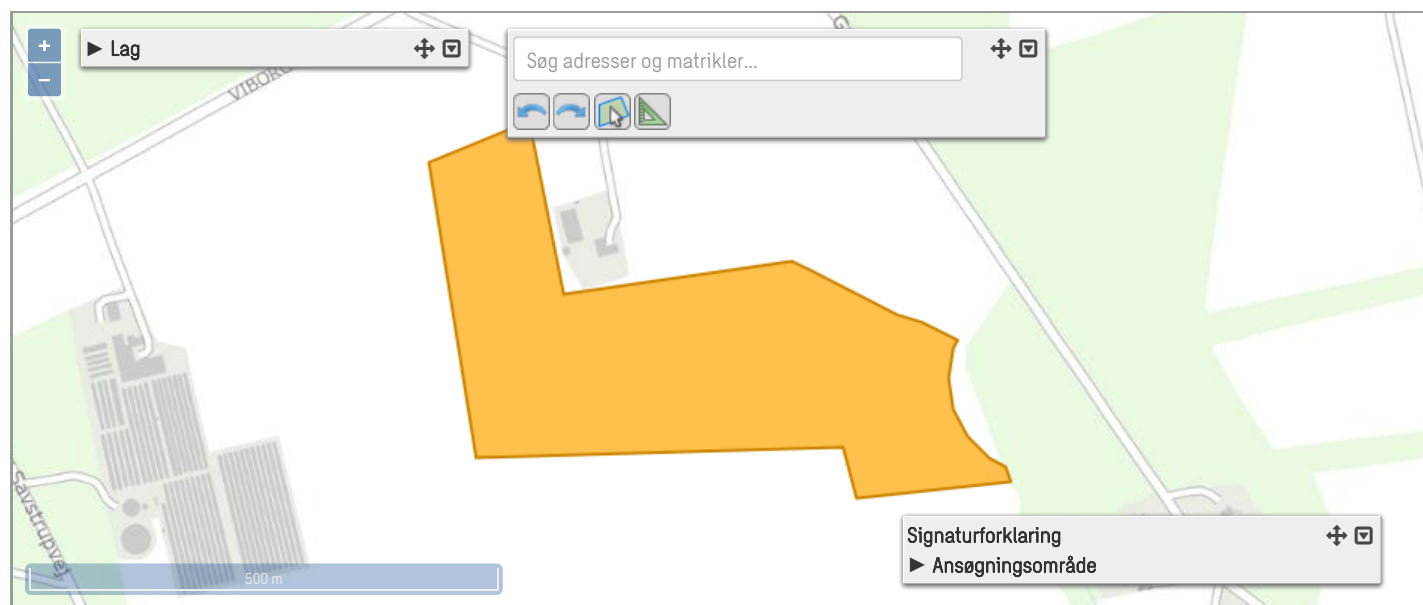 +
−
Lag
Søg adresser og matrikler...
VIBORG
G
Savstrupvej
500 m
Signaturforklaring
Ansøgningsområde